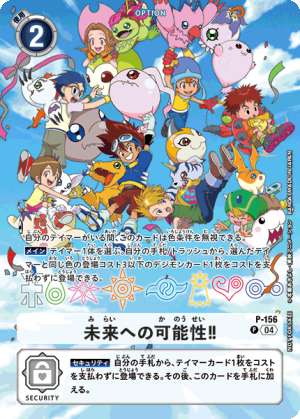 OPTION
2
自分のテイマーがいる間、このカードは色条件を無視できる。
メイン テイマー1体を選ぶ。自分の手札/トラッシュから、選んだテイ
マーと同じ色の登場コスト3以下のデジモンカード1枚をコストを支
払わずに登場できる。
みらい かのうせい
未来への可能性!!
P-156
P 04
SECURITY
セキュリティ 自分の手札から、テイマーカード1枚をコスト
を支払わずに登場できる。その後、このカードを手札に加
える。